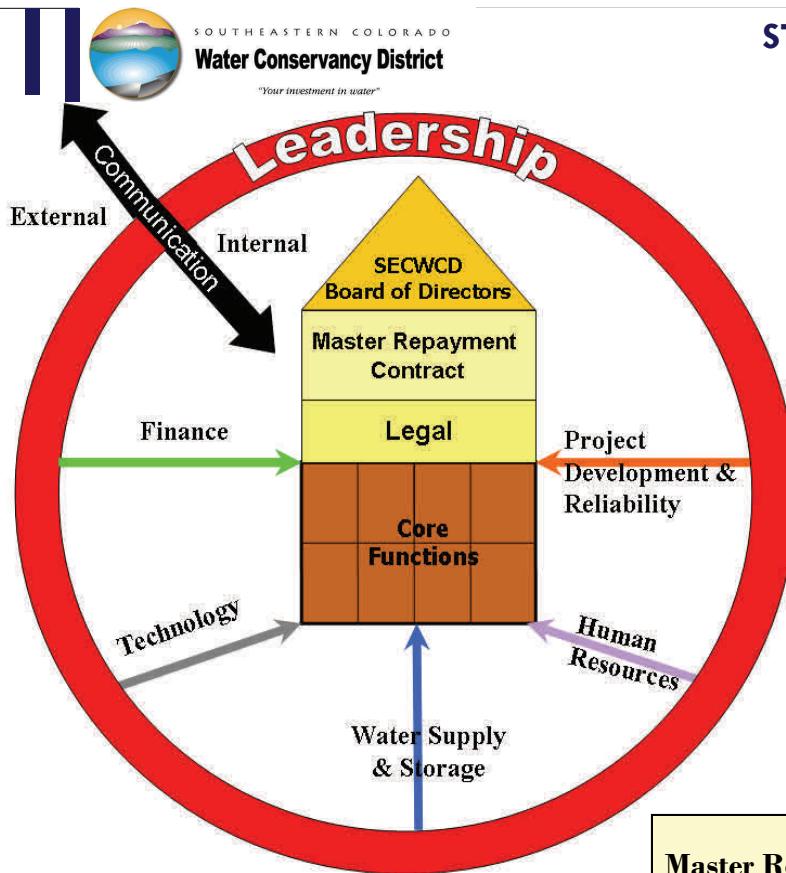 SOUTHEASTERN COLORADO
Water Conservancy District
"Your investment in water"
ST
Leadership
Communication
External
Internal
SECWCD
Board of Directors
Master Repayment
Contract
Legal
Finance
Project
Development &
Reliability
Core
Functions
Technology
Human
Resources
Water Supply
& Storage
Master Re